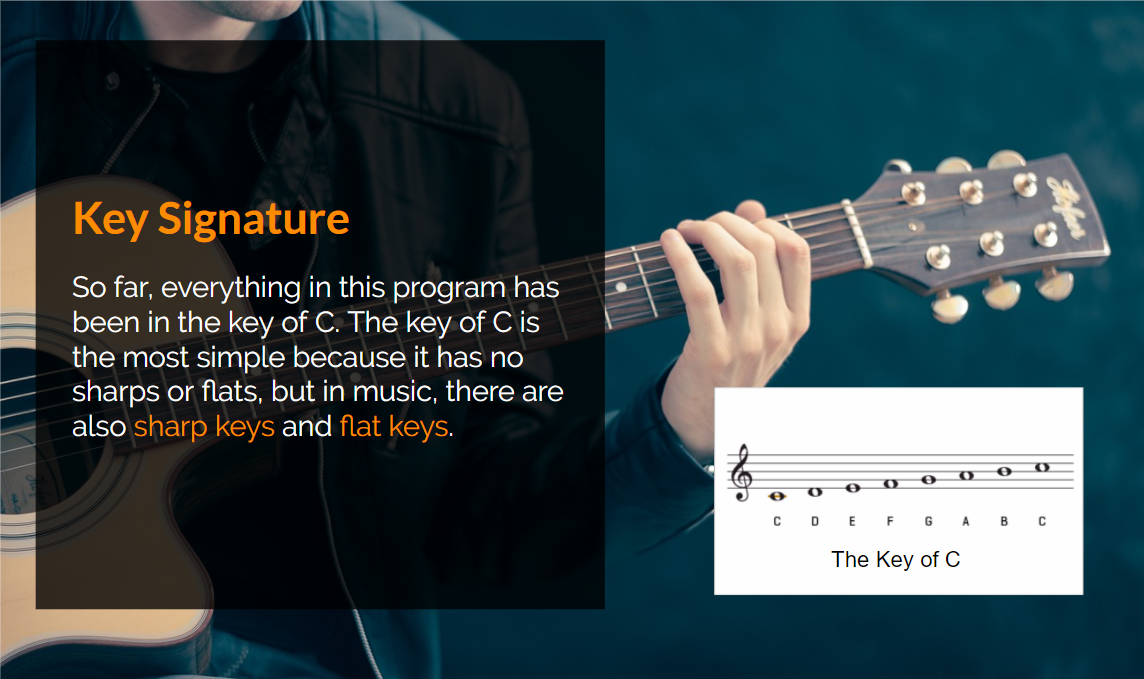 Key Signature
So far, everything in this program has
been in the key of C. The key of C is
the most simple because it has no
sharps or flats, but in music, there are
also sharp keys and flat keys.
C D E F G A B C
The Key of C